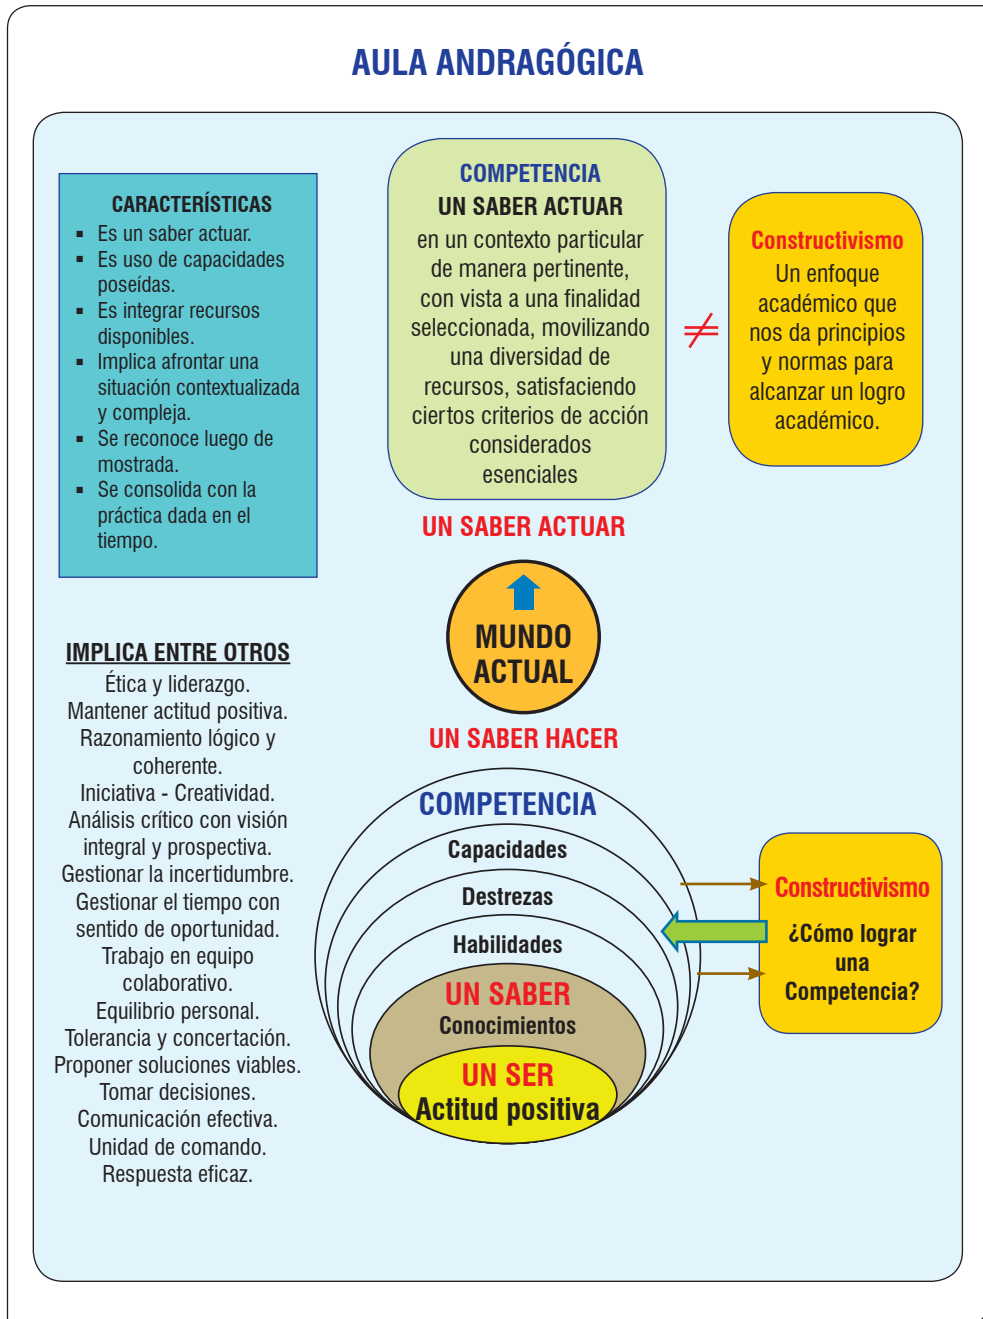 AULA ANDRAGÓGICA
CARACTERÍSTICAS
▪ Es un saber actuar.
▪ Es uso de capacidades
poseídas.
▪ Es integrar recursos
disponibles.
▪ Implica afrontar una
situación contextualizada
y compleja.
▪ Se reconoce luego de
mostrada.
▪ Se consolida con la
práctica dada en el
tiempo.
COMPETENCIA
UN SABER ACTUAR
en un contexto particular
de manera pertinente,
con vista a una finalidad
seleccionada, movilizando
una diversidad de
recursos, satisfaciendo
ciertos criterios de acción
considerados
esenciales
≠
Constructivismo
Un enfoque
académico que
nos da principios
y normas para
alcanzar un logro
académico.
UN SABER ACTUAR
MUNDO
ACTUAL
UN SABER HACER
IMPLICA ENTRE OTROS
Ética y liderazgo.
Mantener actitud positiva.
Razonamiento lógico y
coherente.
Iniciativa - Creatividad.
Análisis crítico con visión
integral y prospectiva.
Gestionar la incertidumbre.
Gestionar el tiempo con
sentido de oportunidad.
Trabajo en equipo
colaborativo.
Equilibrio personal.
Tolerancia y concertación.
Proponer soluciones viables.
Tomar decisiones.
Comunicación efectiva.
Unidad de comando.
Respuesta eficaz.
COMPETENCIA
Capacidades
Destrezas
Habilidades
UN SABER
Conocimientos
UN SER
Actitud positiva
Constructivismo
¿Cómo lograr
una
Competencia?